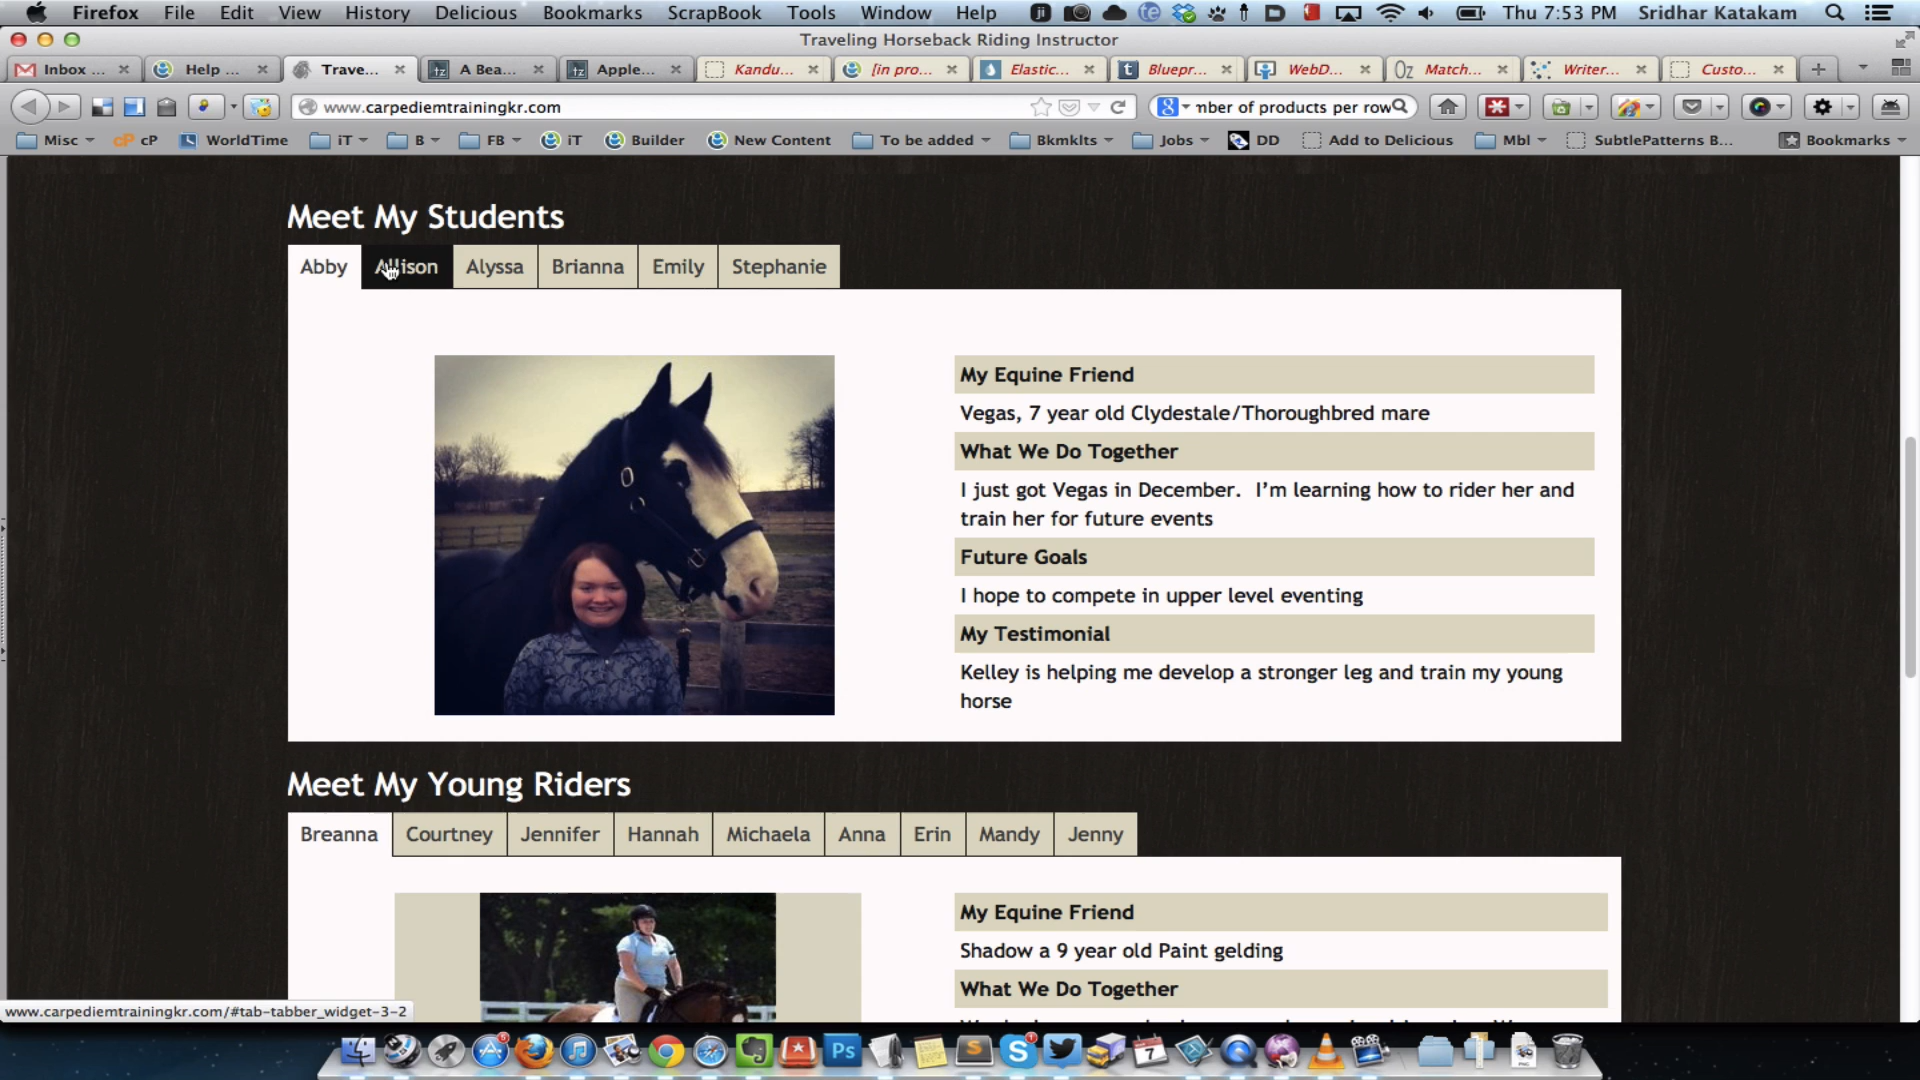 Firefox File Edit View History Delicious Bookmarks ScrapBook Tools Window Help Thu 7:53 PM Sridhar Katakam
Traveling Horseback Riding Instructor
Inbox ... Help ... Trave... A Bea... Apple... Kandu... [in pro... Elastic... Bluepr... WebD... Match... Writer... Custo...
www.carpediemtrainingkr.com
mber of products per row
Misc cP WorldTime iT B FB iT Builder New Content To be added Bkmklts Jobs DD Add to Delicious Mbl SubtlePatterns B... Bookmarks
Meet My Students
Abby Allison Alyssa Brianna Emily Stephanie
My Equine Friend
Vegas, 7 year old Clydestale/Thoroughbred mare
What We Do Together
I just got Vegas in December. I'm learning how to rider her and
train her for future events
Future Goals
I hope to compete in upper level eventing
My Testimonial
Kelley is helping me develop a stronger leg and train my young
horse
Meet My Young Riders
Breanna Courtney Jennifer Hannah Michaela Anna Erin Mandy Jenny
My Equine Friend
Shadow a 9 year old Paint gelding
What We Do Together
www.carpediemtrainingkr.com/#tab-tabber_widget-3-2